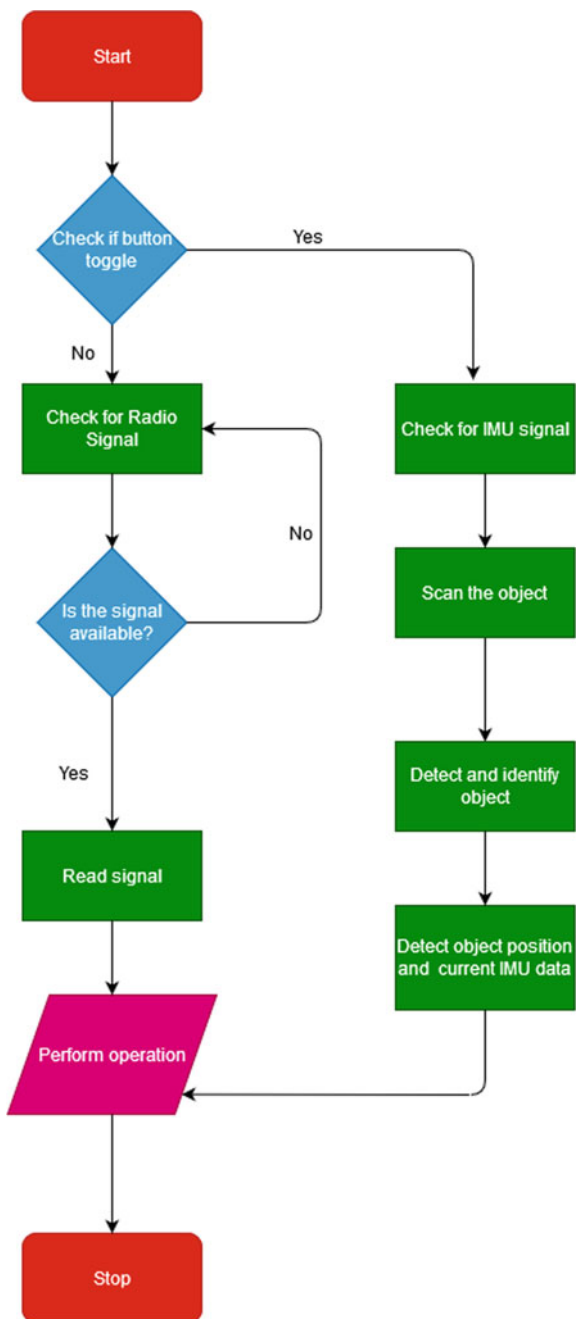 Start
Check if button
toggle
Yes
No
Check for Radio
Signal
Check for IMU signal
No
Is the signal
available?
Scan the object
Yes
Detect and identify
object
Read signal
Detect object position
and current IMU data
Perform operation
Stop